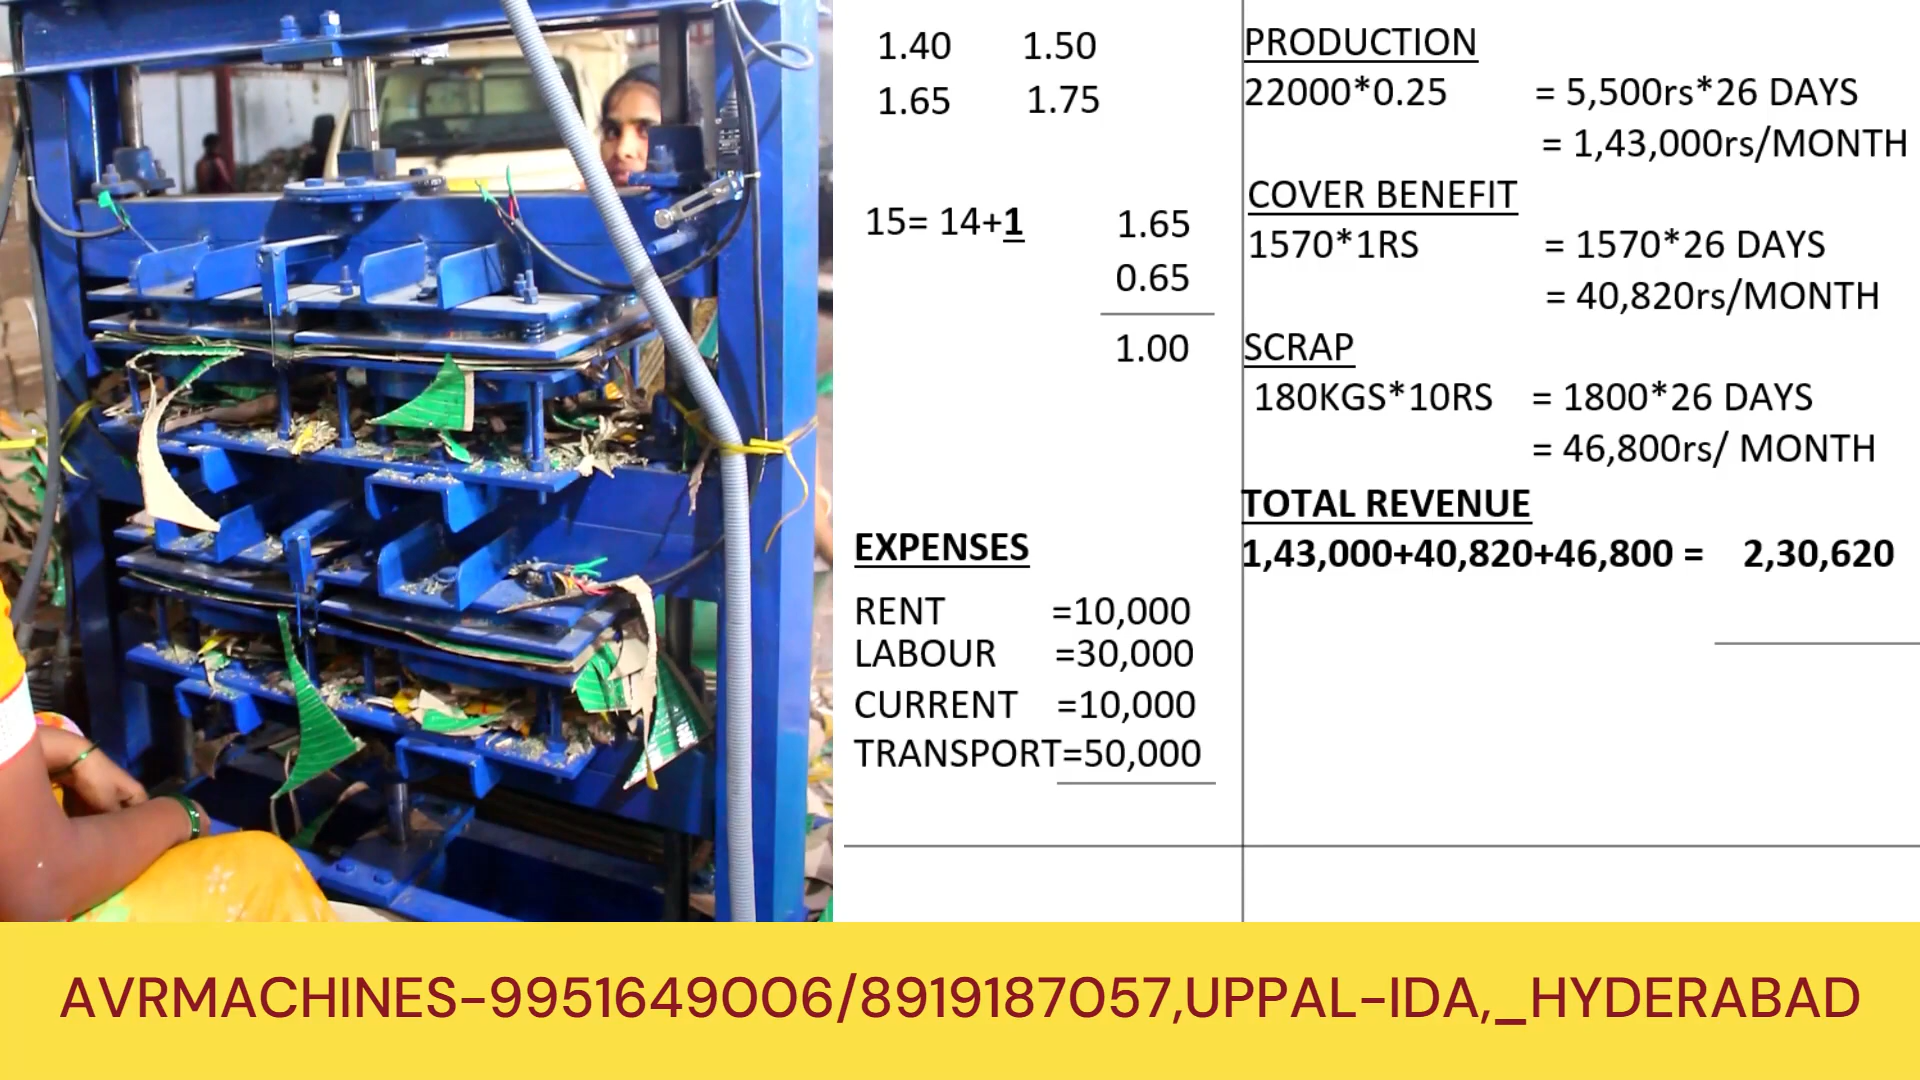 1.40 1.50
1.65 1.75
15= 14+1 1.65
0.65
1.00
EXPENSES
RENT =10,000
LABOUR =30,000
CURRENT =10,000
TRANSPORT=50,000
PRODUCTION
22000*0.25 = 5,500rs*26 DAYS
= 1,43,000rs/MONTH
COVER BENEFIT
1570*1RS = 1570*26 DAYS
= 40,820rs/MONTH
SCRAP
180KGS*10RS = 1800*26 DAYS
= 46,800rs/ MONTH
TOTAL REVENUE
1,43,000+40,820+46,800 = 2,30,620
AVRMACHINES-9951649006/8919187057,UPPAL-IDA,_HYDERABAD